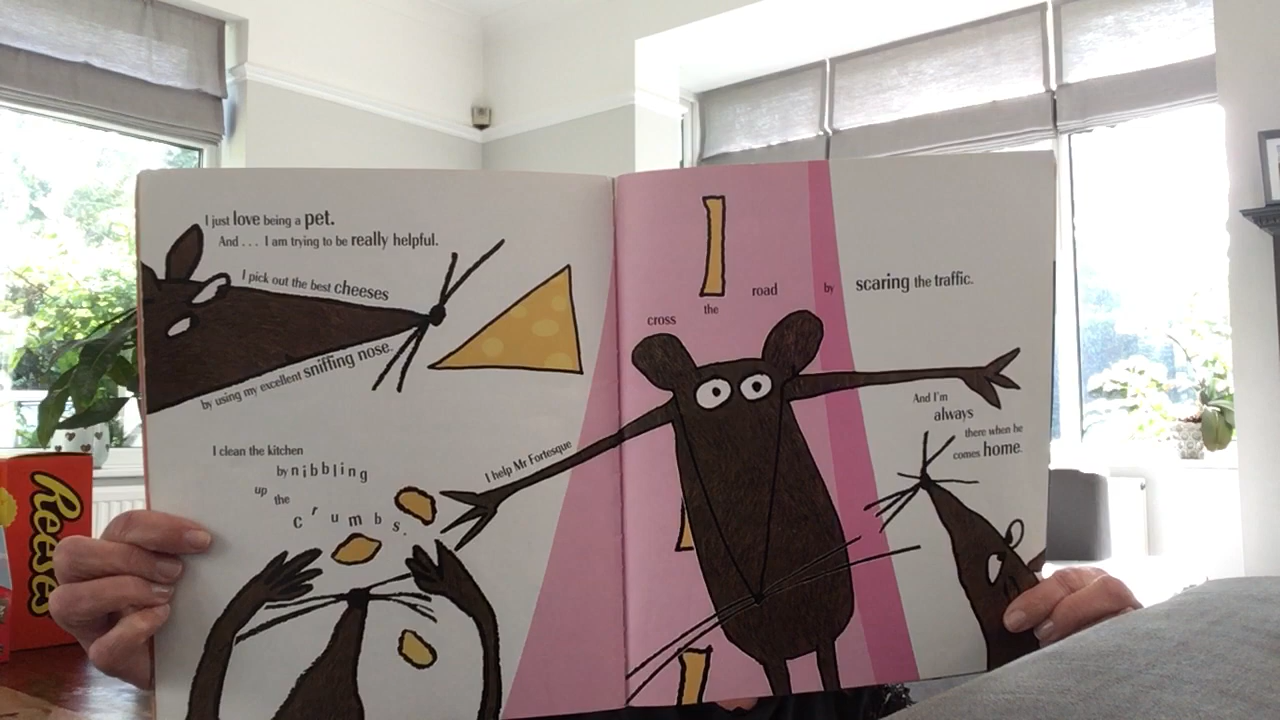 I just love being a pet.
And... I am trying to be really helpful.
I pick out the best cheeses
by using my excellent sniffing nose.
I clean the kitchen
by nibbling
up the
crumbs.
I help Mr Fortesque
cross the road by scaring the traffic.
And I'm
always
there when he
comes home.
Reese's